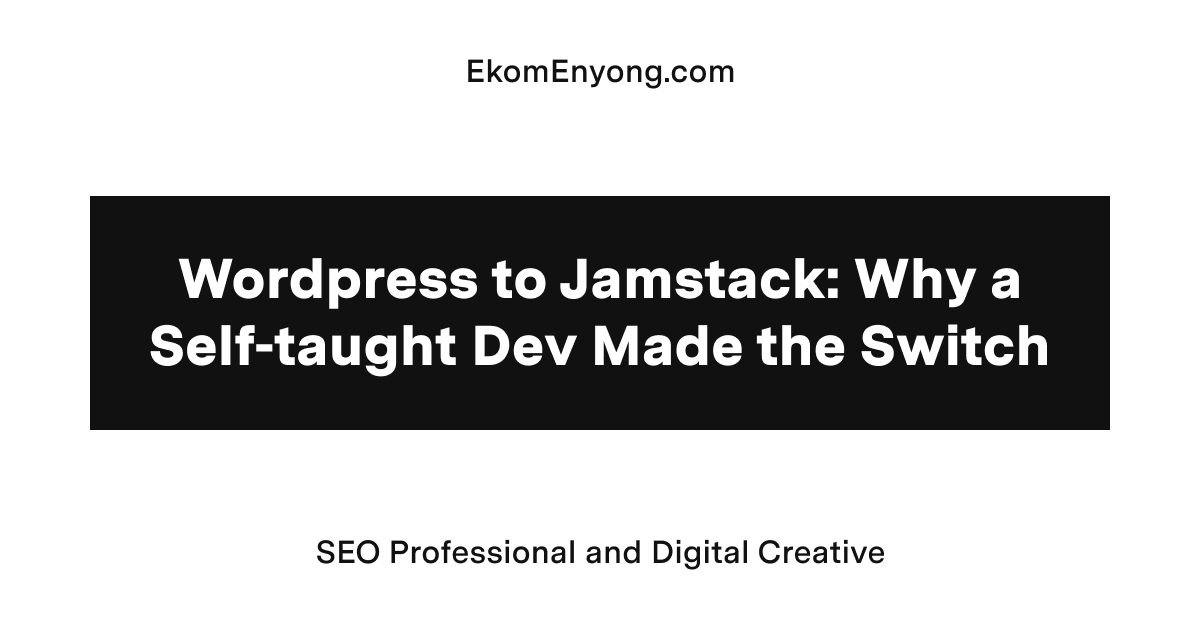 EkomEnyong.com
Wordpress to Jamstack: Why a
Self-taught Dev Made the Switch
SEO Professional and Digital Creative